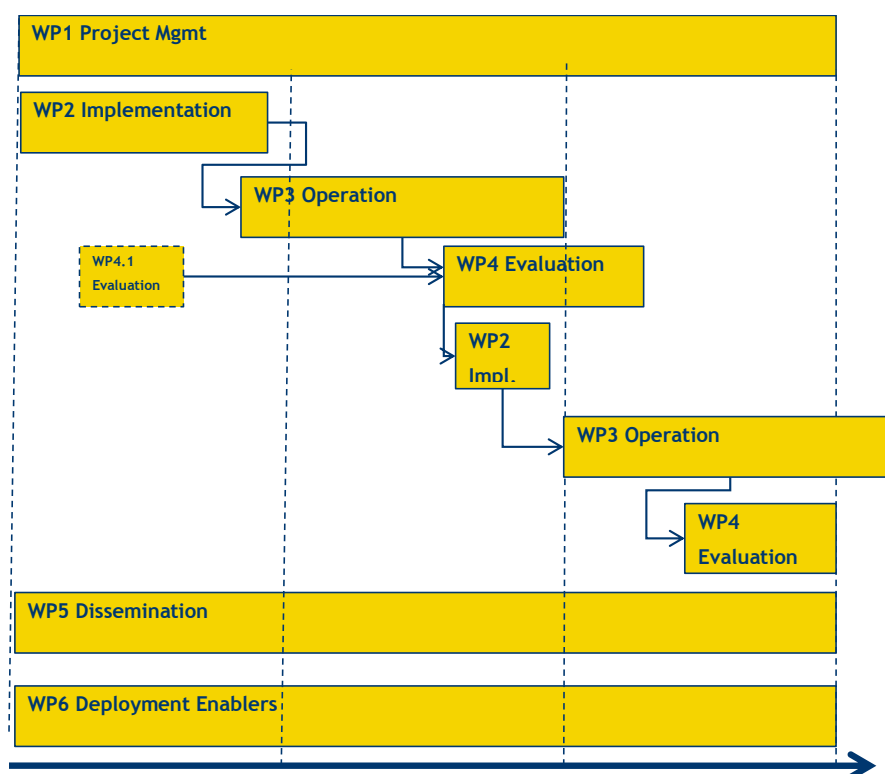 WP1 Project Mgmt
WP2 Implementation
WP3 Operation
WP4.1
Evaluation
WP4 Evaluation
WP2
Impl.
WP3 Operation
WP4
Evaluation
WP5 Dissemination
WP6 Deployment Enablers